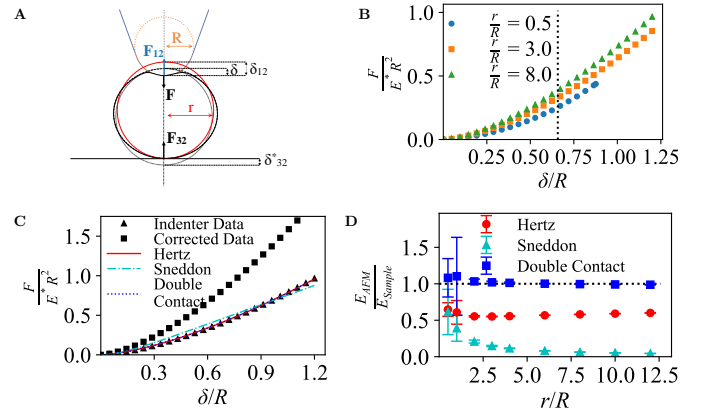 A
R
F₁₂
δ
δ₁₂
F
r
F₃₂
δ*₃₂
B
F / E* R²
1.0
0.5
0.0
r/R = 0.5
r/R = 3.0
r/R = 8.0
0.25 0.50 0.75 1.00 1.25
δ/R
C
F / E* R²
1.5
1.0
0.5
0.0
Indenter Data
Corrected Data
Hertz
Sneddon
Double
Contact
0.3 0.6 0.9 1.2
δ/R
D
E_AFM / E_Sample
1.5
1.0
0.5
0.0
Hertz
Sneddon
Double Contact
2.5 5.0 7.5 10.0 12.5
r/R